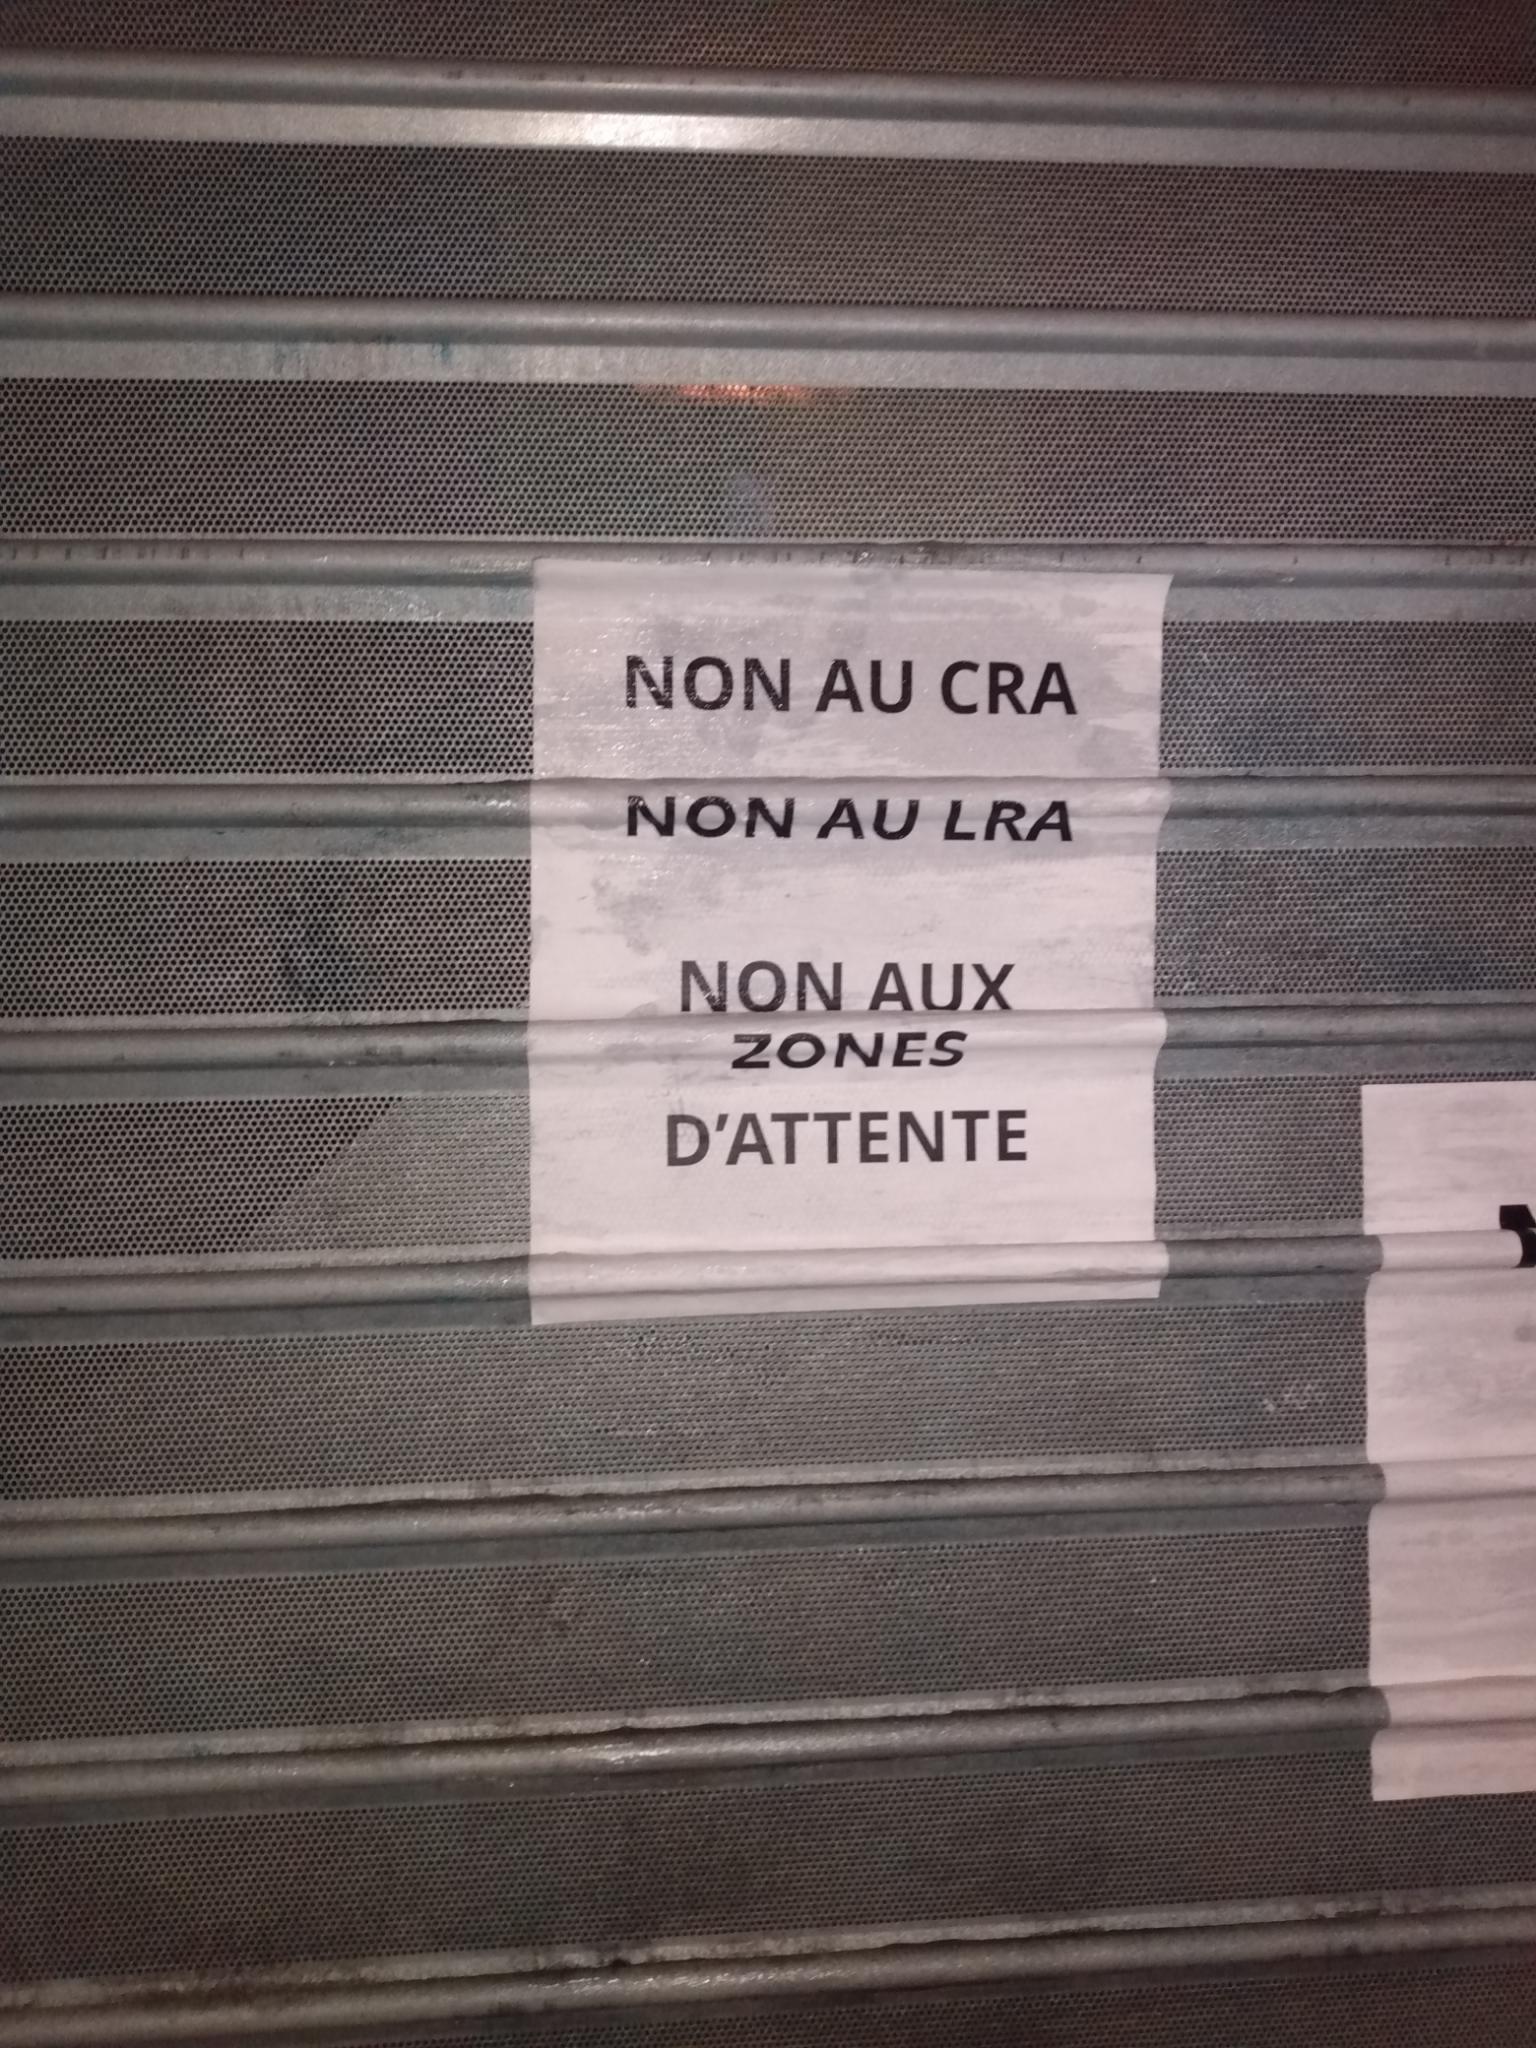 NON AU CRA
NON AU LRA
NON AUX
ZONES
D'ATTENTE